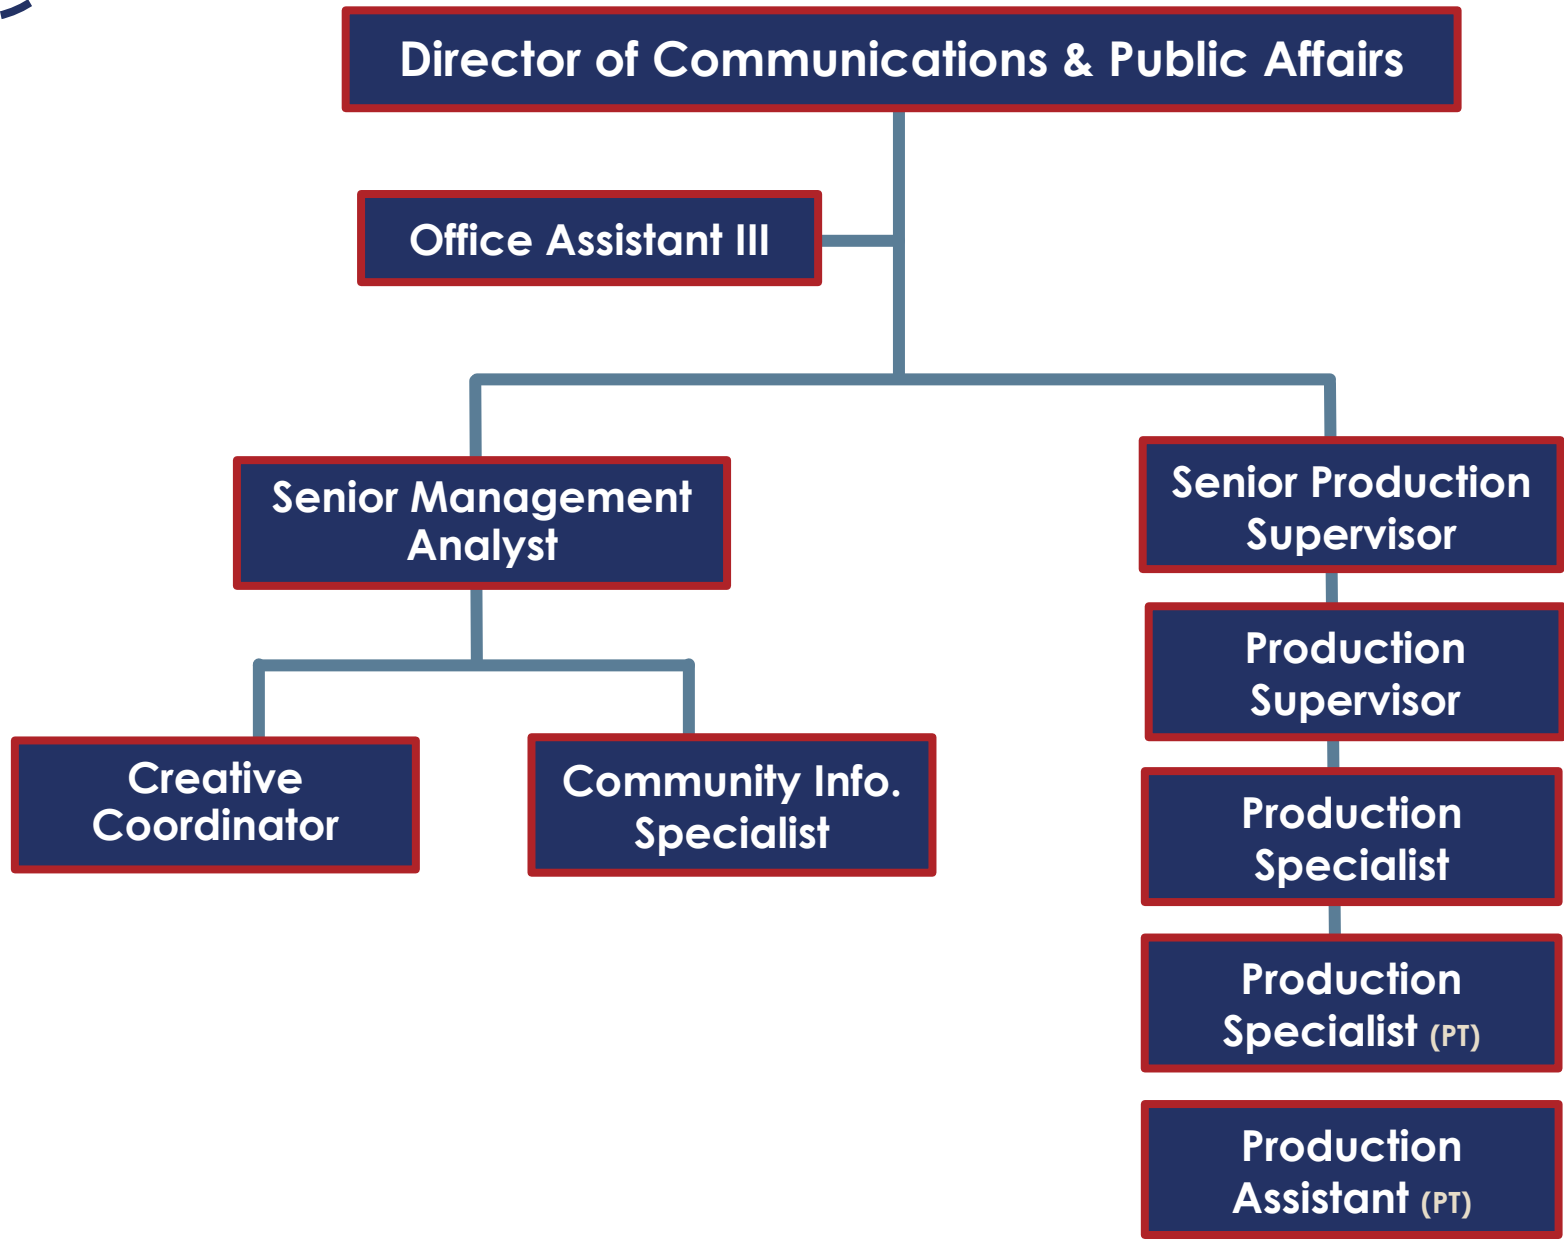 Director of Communications & Public Affairs
Office Assistant III
Senior Management
Analyst
Senior Production
Supervisor
Production
Supervisor
Creative
Coordinator
Community Info.
Specialist
Production
Specialist
Production
Specialist (PT)
Production
Assistant (PT)